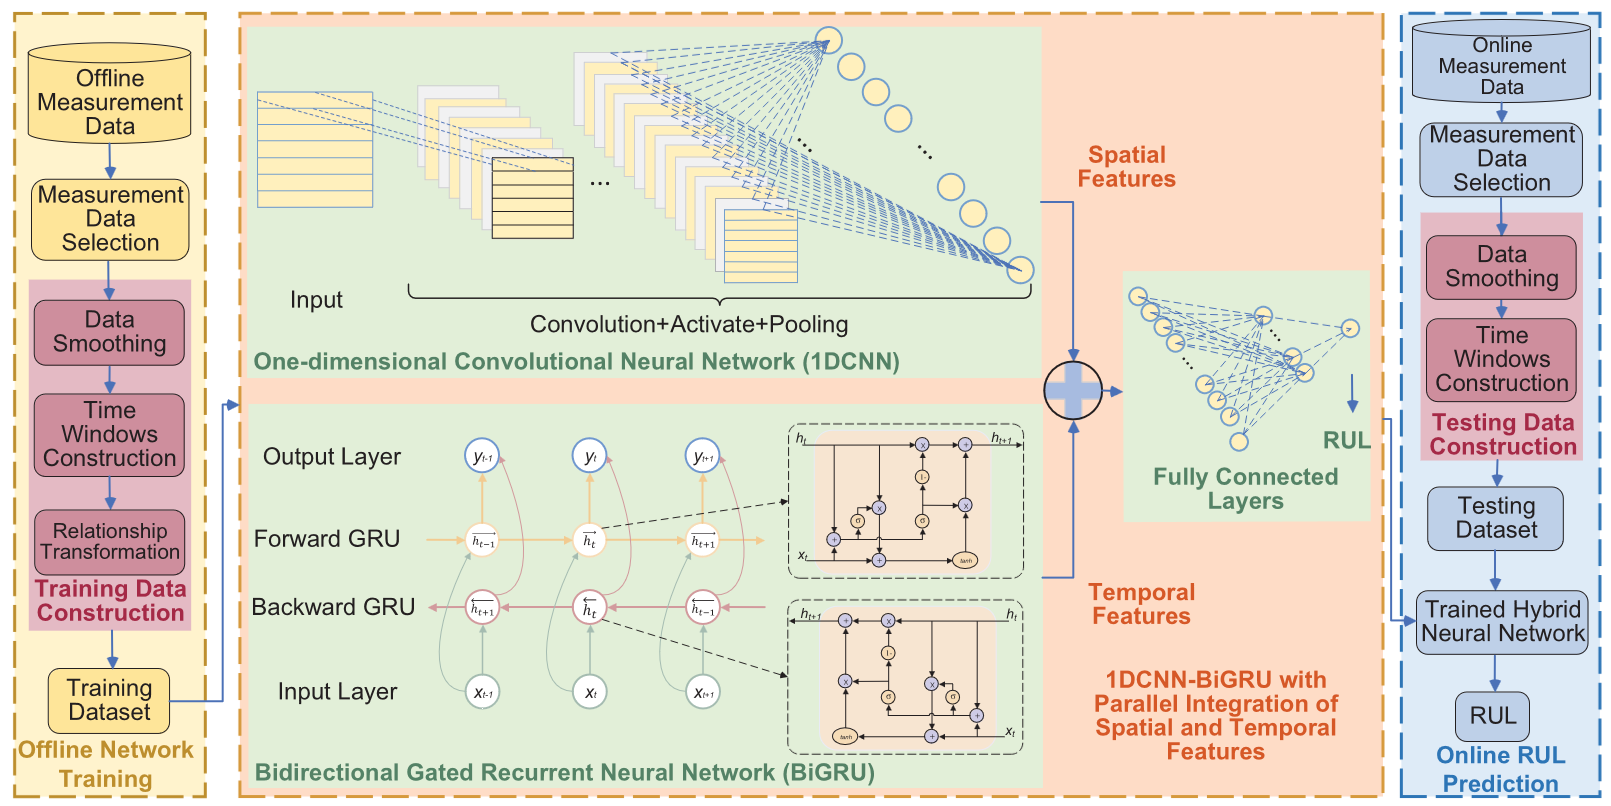 Offline
Measurement
Data
Measurement
Data
Selection
Data
Smoothing
Time
Windows
Construction
Relationship
Transformation
Training Data
Construction
Training
Dataset
Offline Network
Training
...
...
...
Input
Convolution+Activate+Pooling
One-dimensional Convolutional Neural Network (1DCNN)
Output Layer
y_{t-1}
y_t
y_{t+1}
Forward GRU
\overrightarrow{h_{t-1}}
\overrightarrow{h_t}
\overrightarrow{h_{t+1}}
Backward GRU
\overleftarrow{h_{t+1}}
\overleftarrow{h_t}
\overleftarrow{h_{t-1}}
Input Layer
x_{t-1}
x_t
x_{t+1}
h_t
x
+
h_{t+1}
1-
x
x
σ
σ
+
x_t
+
tanh
h_{t+1}
+
x
h_t
1-
x
x
σ
σ
+
tanh
+
x_t
Bidirectional Gated Recurrent Neural Network (BiGRU)
Spatial
Features
Temporal
Features
...
...
RUL
Fully Connected
Layers
1DCNN-BiGRU with
Parallel Integration of
Spatial and Temporal
Features
Online
Measurement
Data
Measurement
Data
Selection
Data
Smoothing
Time
Windows
Construction
Testing Data
Construction
Testing
Dataset
Trained Hybrid
Neural Network
RUL
Online RUL
Prediction